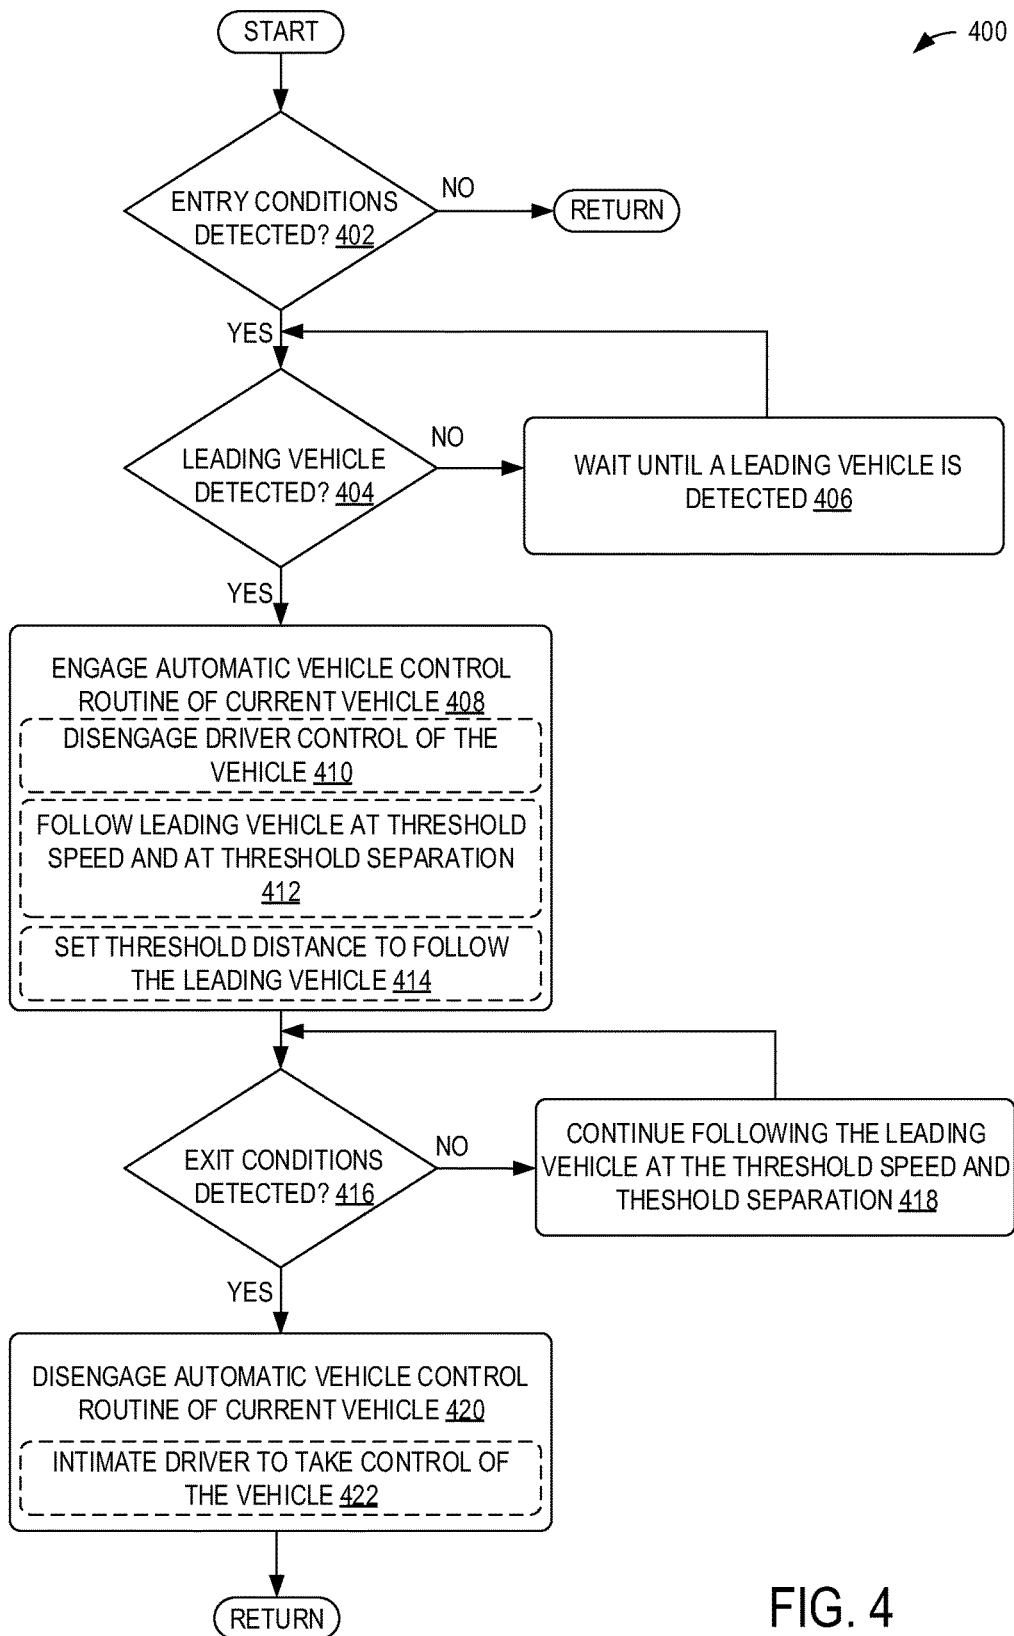 START
400
ENTRY CONDITIONS
DETECTED? 402
NO
RETURN
YES
LEADING VEHICLE
DETECTED? 404
NO
WAIT UNTIL A LEADING VEHICLE IS
DETECTED 406
YES
ENGAGE AUTOMATIC VEHICLE CONTROL
ROUTINE OF CURRENT VEHICLE 408
DISENGAGE DRIVER CONTROL OF THE
VEHICLE 410
FOLLOW LEADING VEHICLE AT THRESHOLD
SPEED AND AT THRESHOLD SEPARATION
412
SET THRESHOLD DISTANCE TO FOLLOW
THE LEADING VEHICLE 414
EXIT CONDITIONS
DETECTED? 416
NO
CONTINUE FOLLOWING THE LEADING
VEHICLE AT THE THRESHOLD SPEED AND
THESHOLD SEPARATION 418
YES
DISENGAGE AUTOMATIC VEHICLE CONTROL
ROUTINE OF CURRENT VEHICLE 420
INTIMATE DRIVER TO TAKE CONTROL OF
THE VEHICLE 422
RETURN
FIG. 4